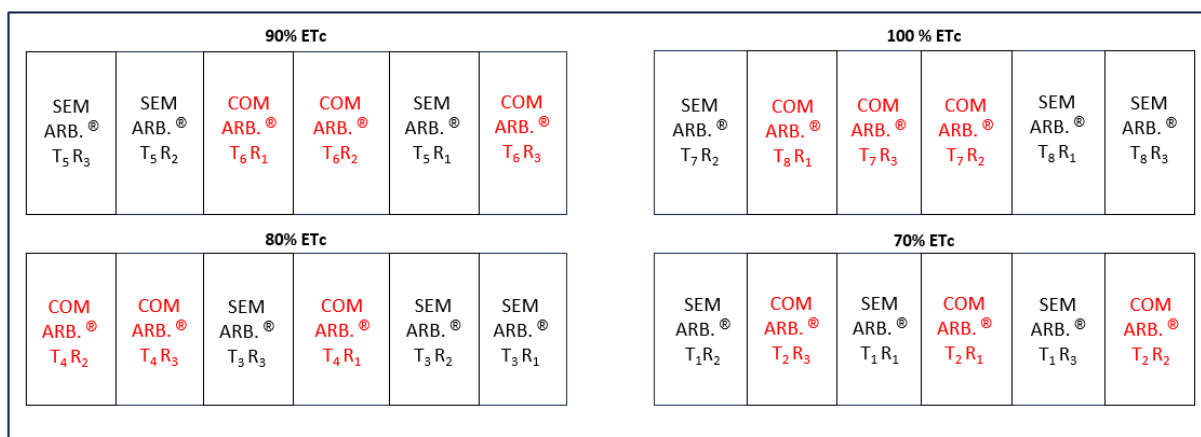 90% ETc
SEM SEM COM COM SEM COM
ARB. ® ARB. ® ARB. ® ARB. ® ARB. ® ARB. ®
T5 R3 T5 R2 T6 R1 T6R2 T5 R1 T6 R3
100 % ETc
SEM COM COM COM SEM SEM
ARB. ® ARB. ® ARB. ® ARB. ® ARB. ® ARB. ®
T7 R2 T8 R1 T7 R3 T7 R2 T8 R1 T8 R3
80% ETc
COM COM SEM COM SEM SEM
ARB. ® ARB. ® ARB. ® ARB. ® ARB. ® ARB. ®
T4 R2 T4 R3 T3 R3 T4 R1 T3 R2 T3 R1
70% ETc
SEM COM SEM COM SEM COM
ARB. ® ARB. ® ARB. ® ARB. ® ARB. ® ARB. ®
T1R2 T2 R3 T1 R1 T2 R1 T1 R3 T2 R2